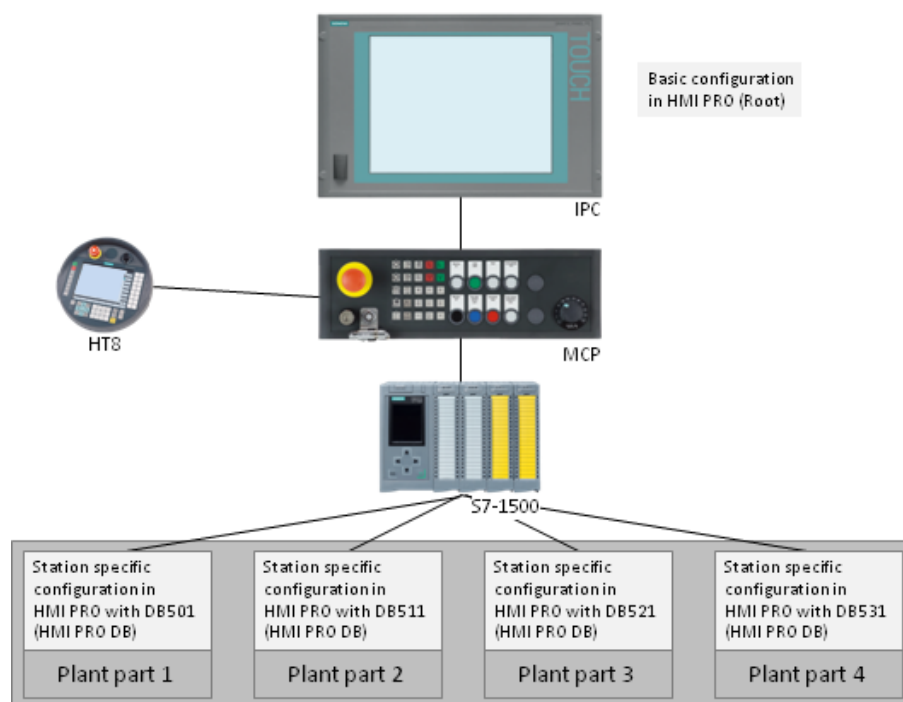 TOUCH
Basic configuration
in HMI PRO (Root)
IPC
HT8
MCP
S7-1500
Station specific
configuration in
HMI PRO with DB501
(HMI PRO DB)
Plant part 1
Station specific
configuration in
HMI PRO with DB511
(HMI PRO DB)
Plant part 2
Station specific
configuration in
HMI PRO with DB521
(HMI PRO DB)
Plant part 3
Station specific
configuration in
HMI PRO with DB531
(HMI PRO DB)
Plant part 4